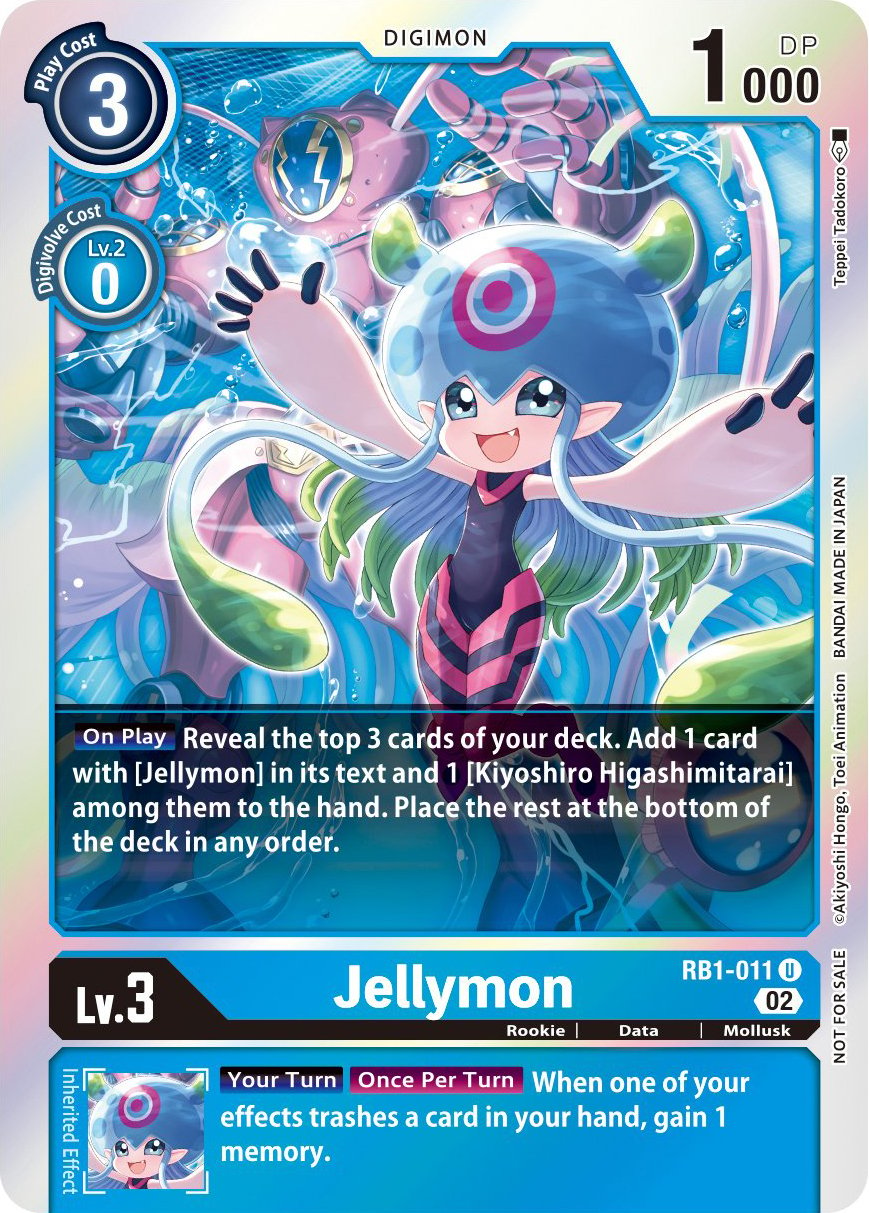 DIGIMON
Play Cost
3
1000
DP
Digivolve Cost
Lv.2
0
Teppei Tadokoro
BANDAI MADE IN JAPAN
©Akiyoshi Hongo, Toei Animation
NOT FOR SALE
On Play Reveal the top 3 cards of your deck. Add 1 card
with [Jellymon] in its text and 1 [Kiyoshiro Higashimitarai]
among them to the hand. Place the rest at the bottom of
the deck in any order.
Lv.3
Jellymon
RB1-011 U
02
Rookie | Data | Mollusk
Inherited Effect
Your Turn Once Per Turn When one of your
effects trashes a card in your hand, gain 1
memory.